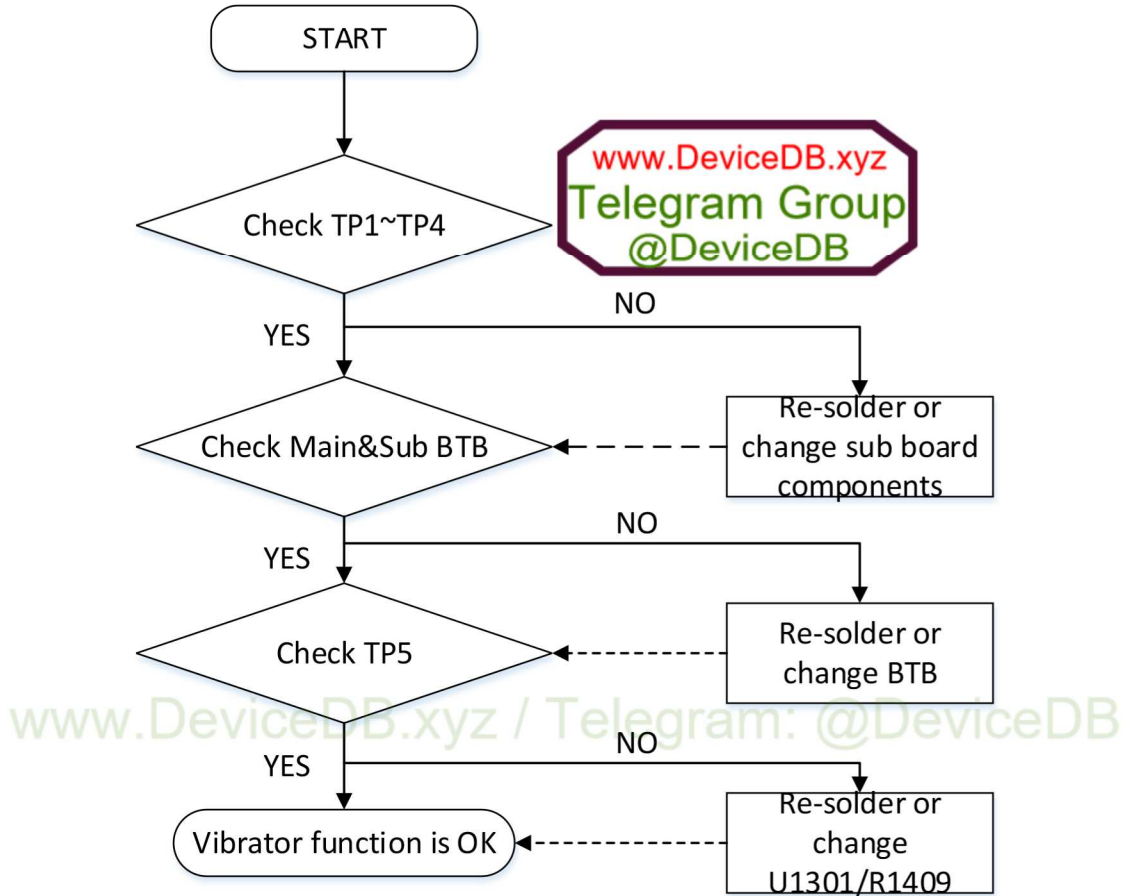 START
Check TP1~TP4
www.DeviceDB.xyz
Telegram Group
@DeviceDB
NO
YES
Check Main&Sub BTB
Re-solder or
change sub board
components
NO
YES
Check TP5
Re-solder or
change BTB
www.DeviceDB.xyz / Telegram: @DeviceDB
NO
YES
Vibrator function is OK
Re-solder or
change
U1301/R1409